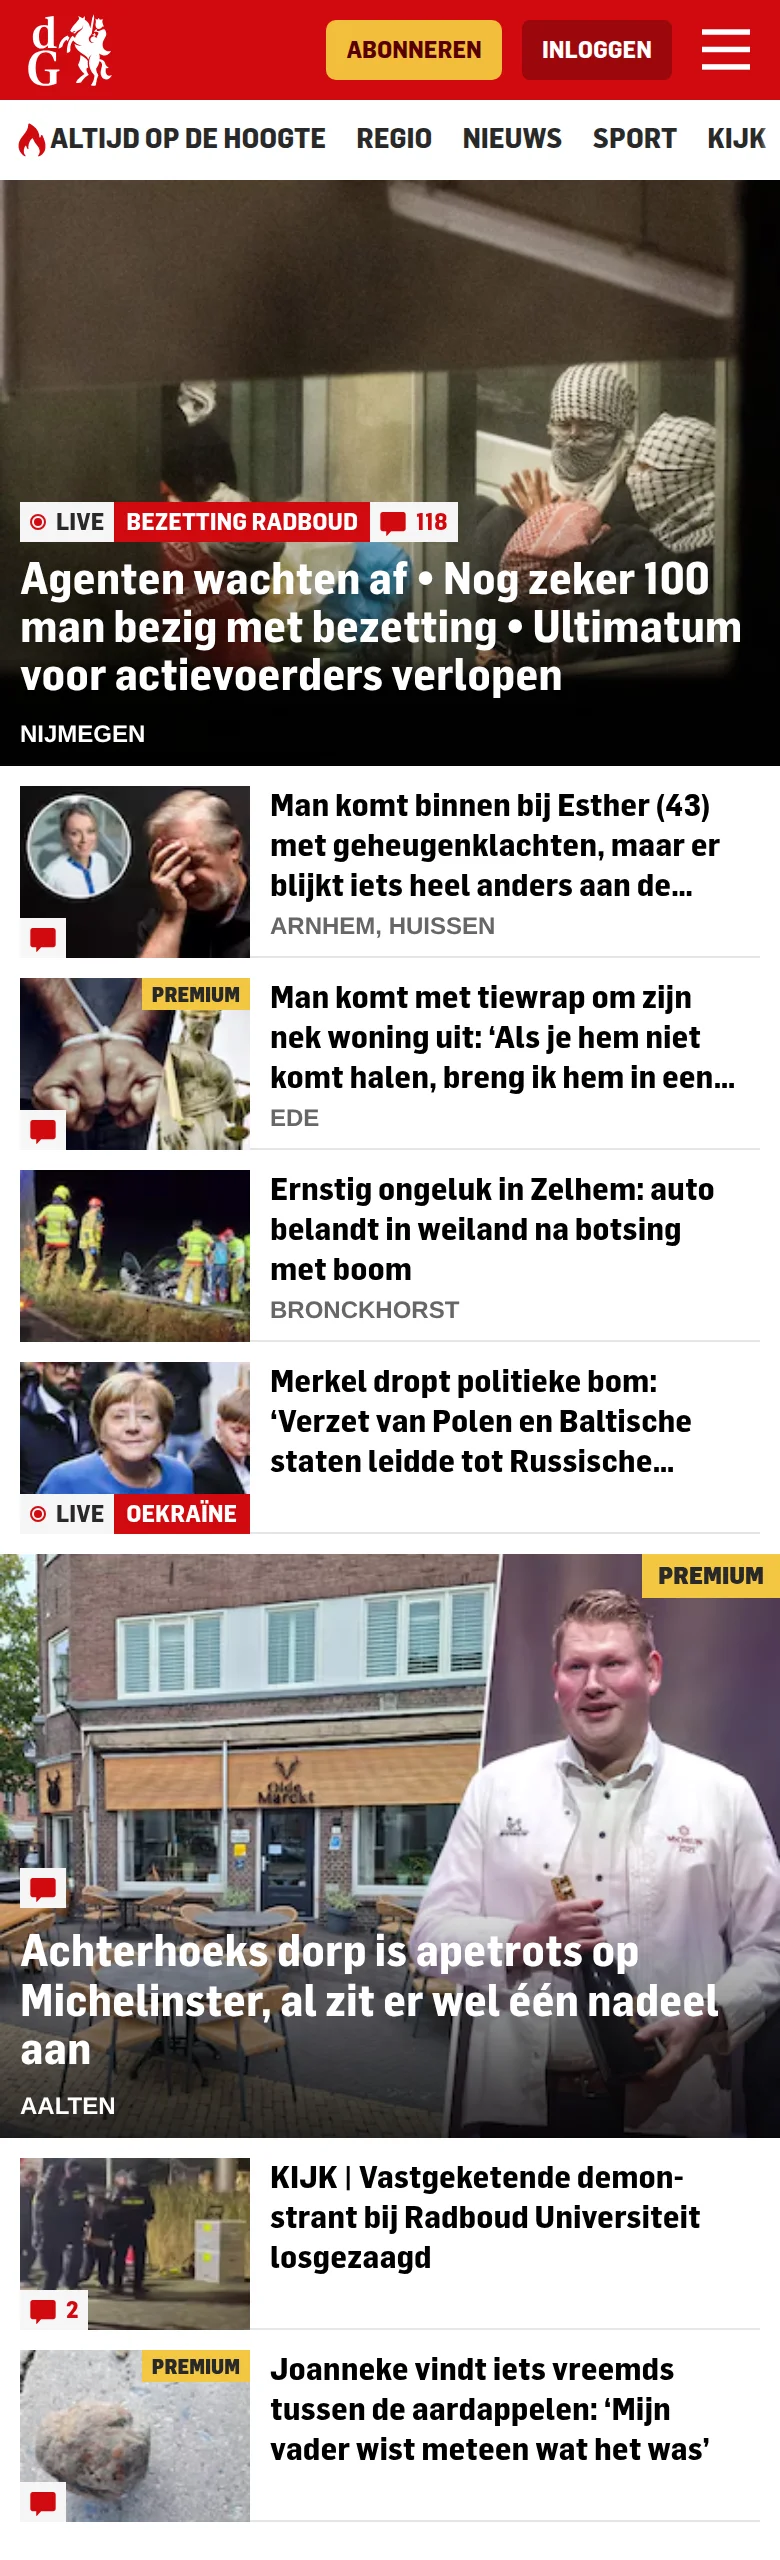 dG
ABONNEREN
INLOGGEN
ALTIJD OP DE HOOGTE REGIO NIEUWS SPORT KIJK
LIVE BEZETTING RADBOUD 118
Agenten wachten af • Nog zeker 100
man bezig met bezetting • Ultimatum
voor actievoerders verlopen
NIJMEGEN
Man komt binnen bij Esther (43)
met geheugenklachten, maar er
blijkt iets heel anders aan de...
ARNHEM, HUISSEN
PREMIUM
Man komt met tiewrap om zijn
nek woning uit: ‘Als je hem niet
komt halen, breng ik hem in een...
EDE
Ernstig ongeluk in Zelhem: auto
belandt in weiland na botsing
met boom
BRONCKHORST
Merkel dropt politieke bom:
‘Verzet van Polen en Baltische
staten leidde tot Russische...
LIVE OEKRAÏNE
PREMIUM
Olde
Marckt
Achterhoeks dorp is apetrots op
Michelinster, al zit er wel één nadeel
aan
AALTEN
KIJK | Vastgeketende demon-
strant bij Radboud Universiteit
losgezaagd
2
PREMIUM
Joanneke vindt iets vreemds
tussen de aardappelen: ‘Mijn
vader wist meteen wat het was’